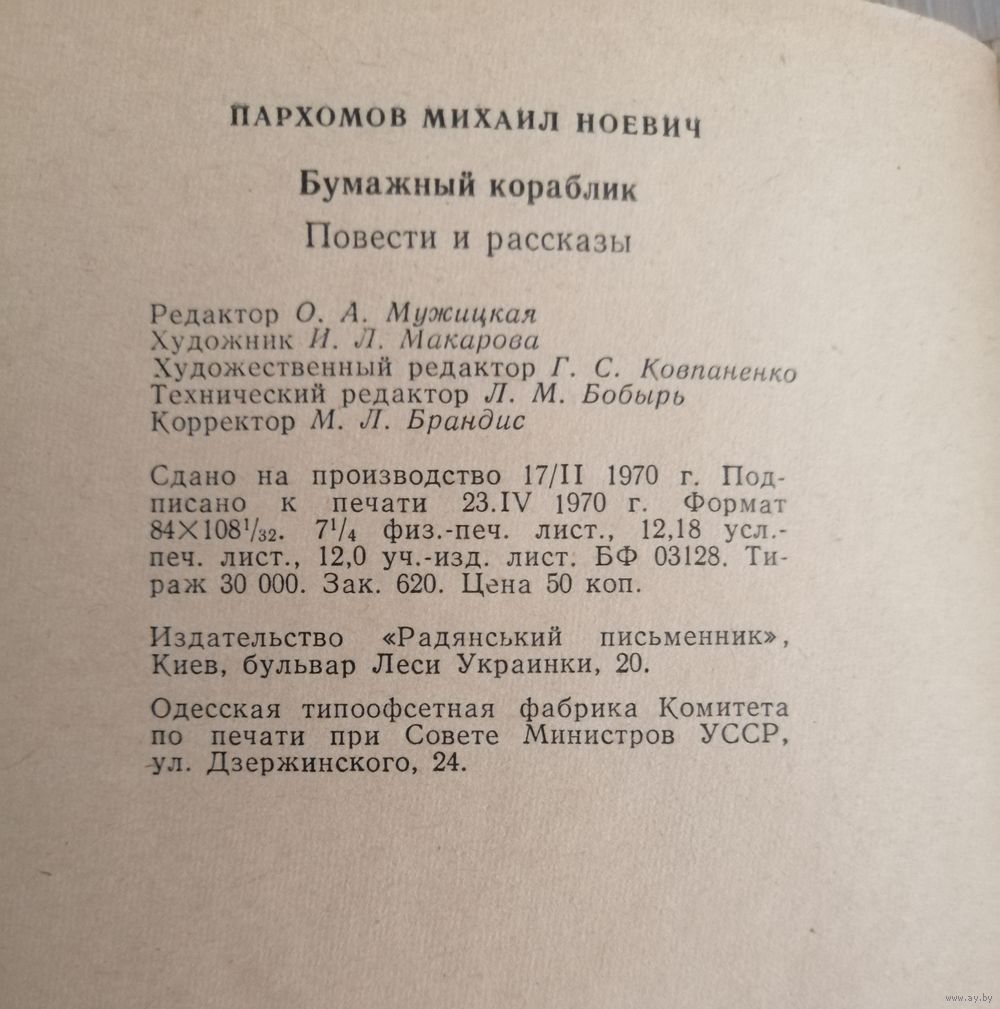 ПАРХОМОВ МИХАИЛ НОЕВИЧ
Бумажный кораблик
Повести и рассказы
Редактор О. А. Мужицкая
Художник И. Л. Макарова
Художественный редактор Г. С. Ковпаненко
Технический редактор Л. М. Бобырь
Корректор М. Л. Брандис
Сдано на производство 17/II 1970 г. Под-
писано к печати 23.IV 1970 г. Формат
84×108¹/₃₂. 7¹/₄ физ.-печ. лист., 12,18 усл.-
печ. лист., 12,0 уч.-изд. лист. БФ 03128. Ти-
раж 30 000. Зак. 620. Цена 50 коп.
Издательство «Радянський письменник»,
Киев, бульвар Леси Украинки, 20.
Одесская типоофсетная фабрика Комитета
по печати при Совете Министров УССР,
ул. Дзержинского, 24.
www.ay.by